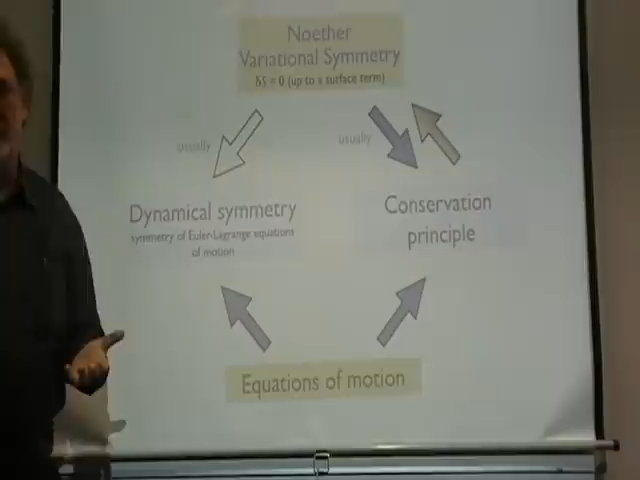 Noether
Variational Symmetry
δS = 0 (up to a surface term)
usually
usually
Dynamical symmetry
symmetry of Euler-Lagrange equations
of motion
Conservation
principle
Equations of motion